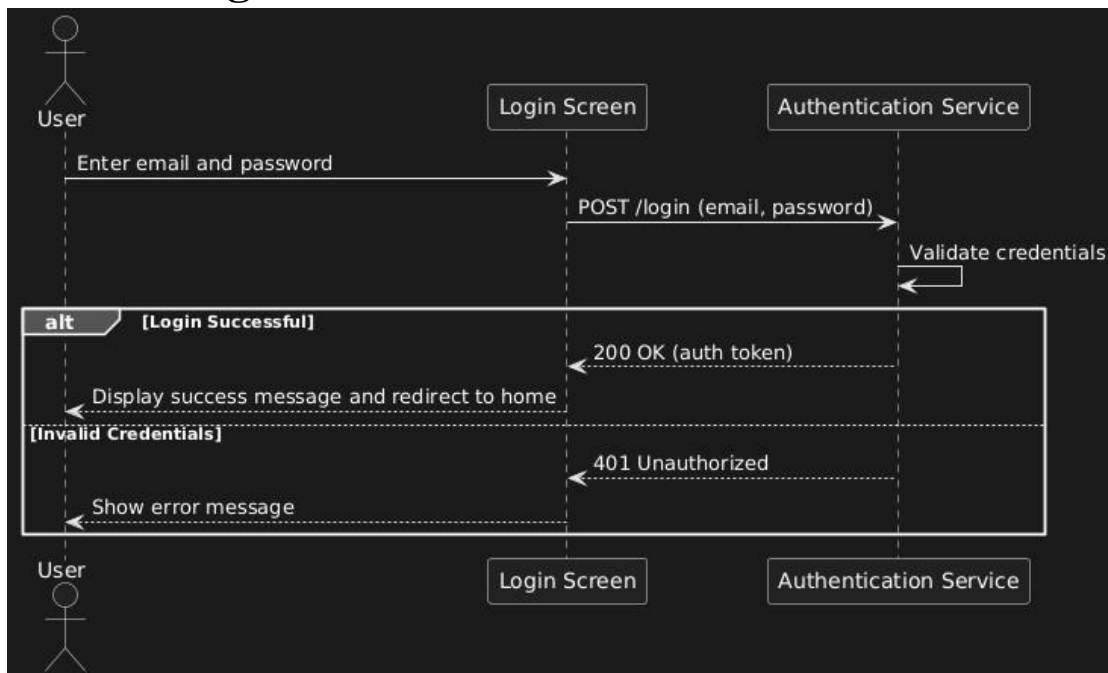 User
Login Screen
Authentication Service
Enter email and password
POST /login (email, password)
Validate credentials
alt
[Login Successful]
200 OK (auth token)
Display success message and redirect to home
[Invalid Credentials]
401 Unauthorized
Show error message
User
Login Screen
Authentication Service